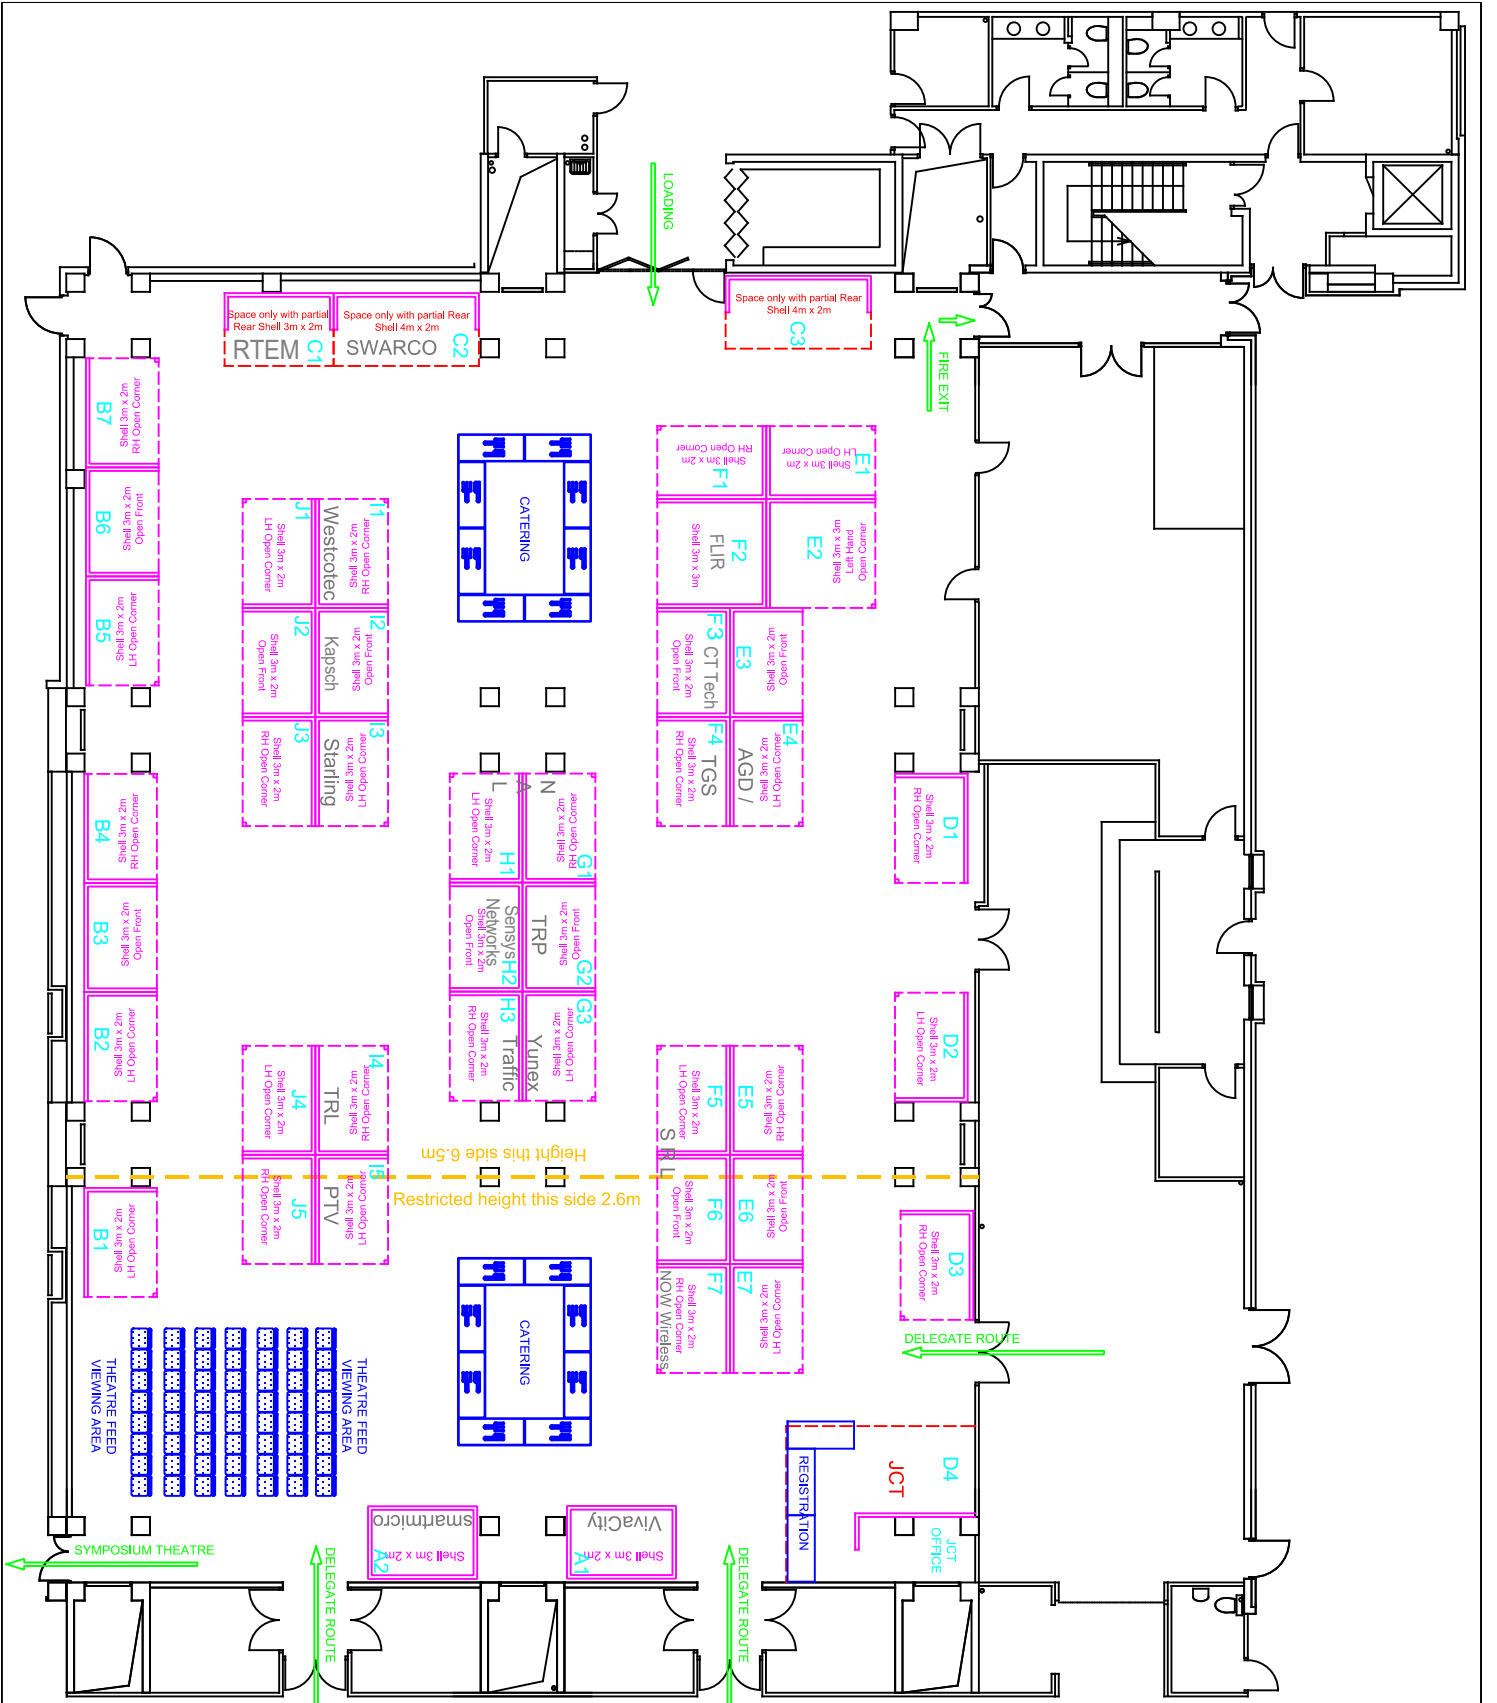 LOADING
Space only with partial
Rear Shell 3m x 2m
RTEM
C1
Space only with partial Rear
Shell 4m x 2m
SWARCO
C2
Space only with partial Rear
Shell 4m x 2m
C3
FIRE EXIT
B7
Shell 3m x 2m
RH Open Corner
B6
Shell 3m x 2m
Open Front
B5
Shell 3m x 2m
LH Open Corner
J1
Shell 3m x 2m
LH Open Corner
I1
Westcotec
Shell 3m x 2m
RH Open Corner
J2
Shell 3m x 2m
Open Front
I2
Kapsch
Shell 3m x 2m
Open Front
J3
Shell 3m x 2m
RH Open Corner
I3
Starling
Shell 3m x 2m
LH Open Corner
CATERING
F1
Shell 3m x 2m
RH Open Corner
E1
Shell 3m x 2m
LH Open Corner
F2
FLIR
Shell 3m x 3m
E2
Shell 3m x 3m
Left Hand
Open Corner
F3
CT Tech
Shell 3m x 2m
Open Front
E3
Shell 3m x 2m
Open Front
F4
TGS
Shell 3m x 2m
RH Open Corner
E4
AGD /
Shell 3m x 2m
LH Open Corner
B4
Shell 3m x 2m
RH Open Corner
B3
Shell 3m x 2m
Open Front
B2
Shell 3m x 2m
LH Open Corner
L A N
H1
Shell 3m x 2m
LH Open Corner
G1
Shell 3m x 2m
RH Open Corner
H2
Sensys
Networks
Shell 3m x 2m
Open Front
G2
TRP
Shell 3m x 2m
Open Front
H3
Shell 3m x 2m
RH Open Corner
G3
Yunex
Traffic
Shell 3m x 2m
LH Open Corner
D1
Shell 3m x 2m
RH Open Corner
D2
Shell 3m x 2m
LH Open Corner
J4
Shell 3m x 2m
LH Open Corner
I4
TRL
Shell 3m x 2m
RH Open Corner
F5
Shell 3m x 2m
LH Open Corner
E5
Shell 3m x 2m
RH Open Corner
S R L
Height this side 6.5m
Restricted height this side 2.6m
J5
Shell 3m x 2m
RH Open Corner
I5
PTV
Shell 3m x 2m
LH Open Corner
F6
Shell 3m x 2m
Open Front
E6
Shell 3m x 2m
Open Front
B1
Shell 3m x 2m
LH Open Corner
D3
Shell 3m x 2m
RH Open Corner
F7
Shell 3m x 2m
RH Open Corner
NOW Wireless
E7
Shell 3m x 2m
LH Open Corner
CATERING
DELEGATE ROUTE
THEATRE FEED
VIEWING AREA
THEATRE FEED
VIEWING AREA
D4
JCT
REGISTRATION
JCT
OFFICE
smartmicro
A2
Shell 3m x 2m
VivaCity
A1
Shell 3m x 2m
SYMPOSIUM THEATRE
DELEGATE ROUTE
DELEGATE ROUTE